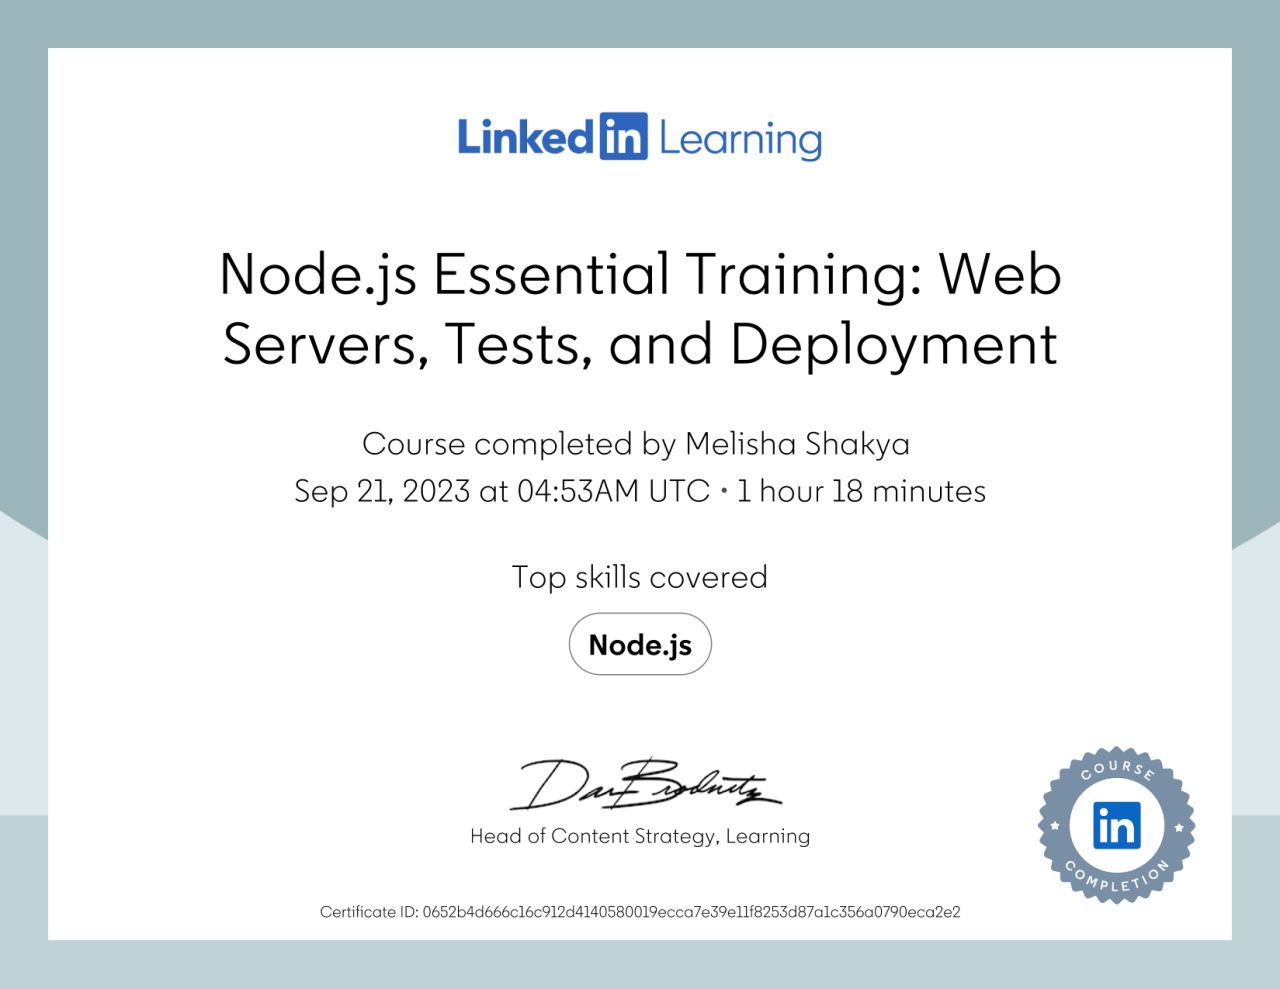 Linked in Learning
Node.js Essential Training: Web
Servers, Tests, and Deployment
Course completed by Melisha Shakya
Sep 21, 2023 at 04:53AM UTC • 1 hour 18 minutes
Top skills covered
Node.js
Dan Brodnitz
Head of Content Strategy, Learning
COURSE
in
COMPLETION
Certificate ID: 0652b4d666c16c912d4140580019ecca7e39e11f8253d87a1c356a0790eca2e2